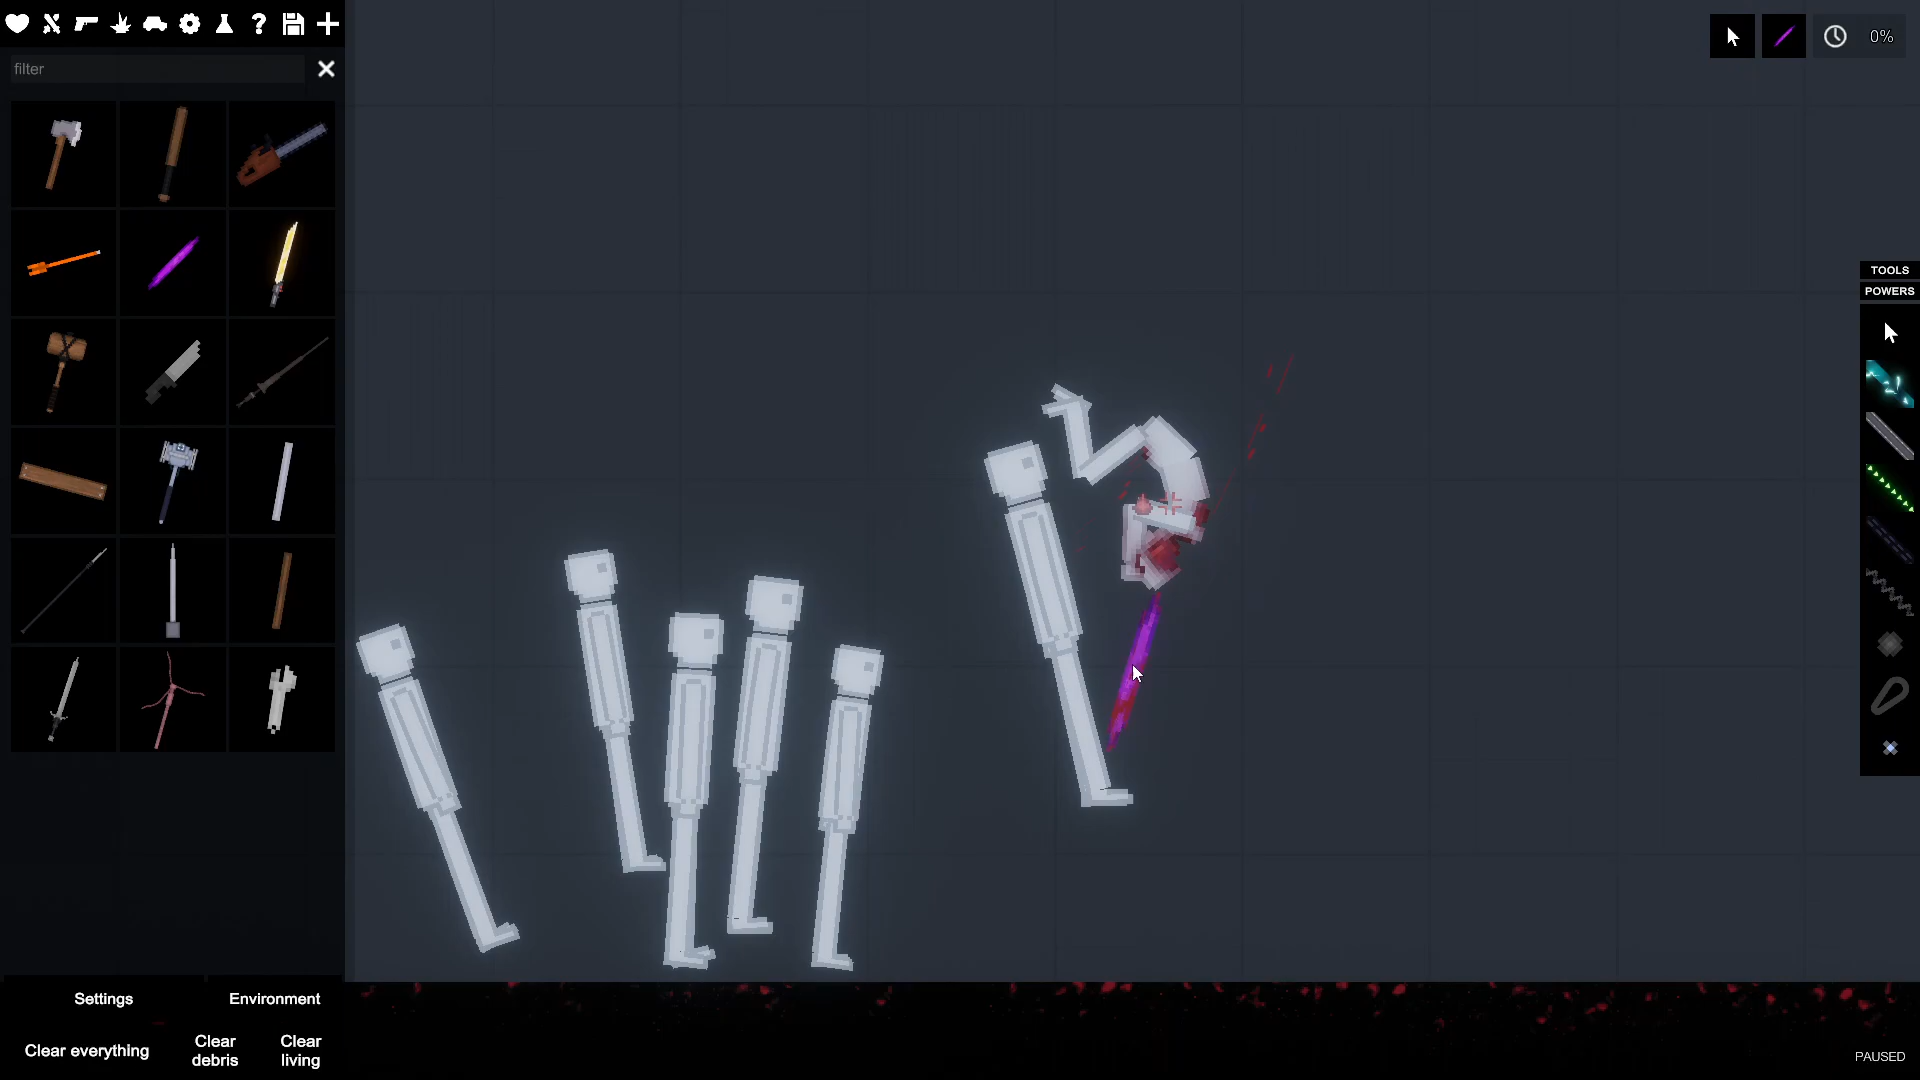 filter
0%
TOOLS
POWERS
Settings
Environment
Clear everything
Clear debris
Clear living
PAUSED